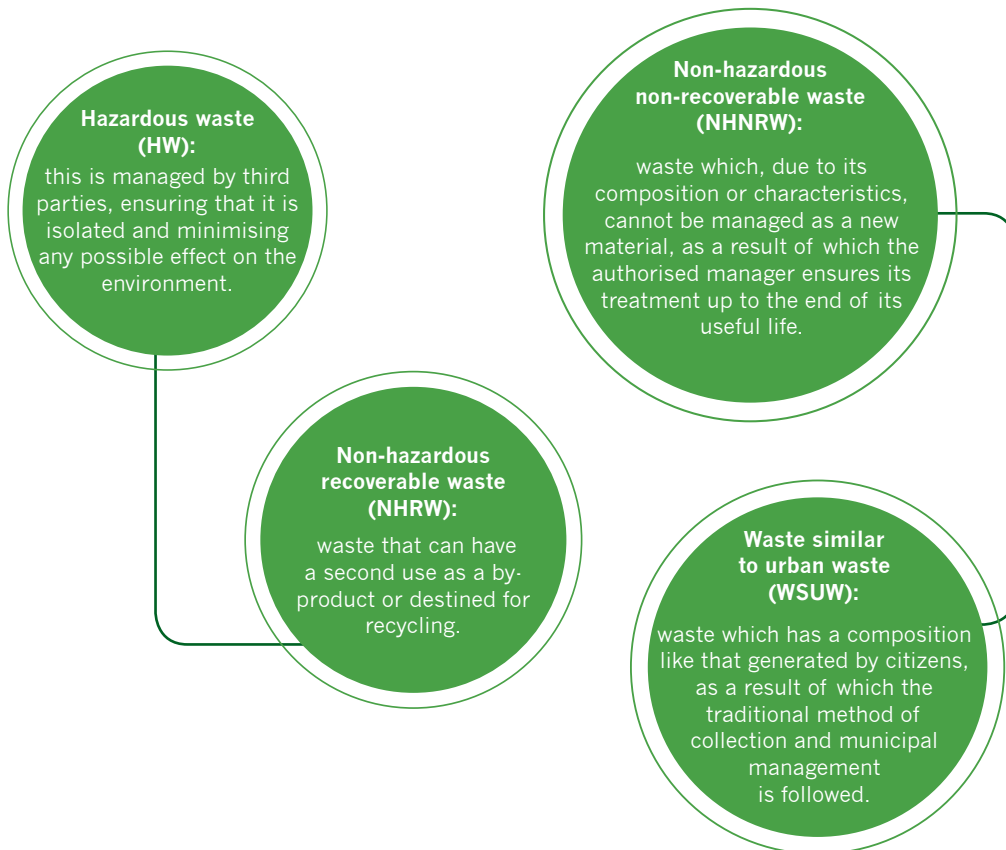 Hazardous waste
(HW):
this is managed by third
parties, ensuring that it is
isolated and minimising
any possible effect on the
environment.
Non-hazardous
recoverable waste
(NHRW):
waste that can have
a second use as a by-
product or destined for
recycling.
Non-hazardous
non-recoverable waste
(NHNRW):
waste which, due to its
composition or characteristics,
cannot be managed as a new
material, as a result of which the
authorised manager ensures its
treatment up to the end of its
useful life.
Waste similar
to urban waste
(WSUW):
waste which has a composition
like that generated by citizens,
as a result of which the
traditional method of
collection and municipal
management
is followed.